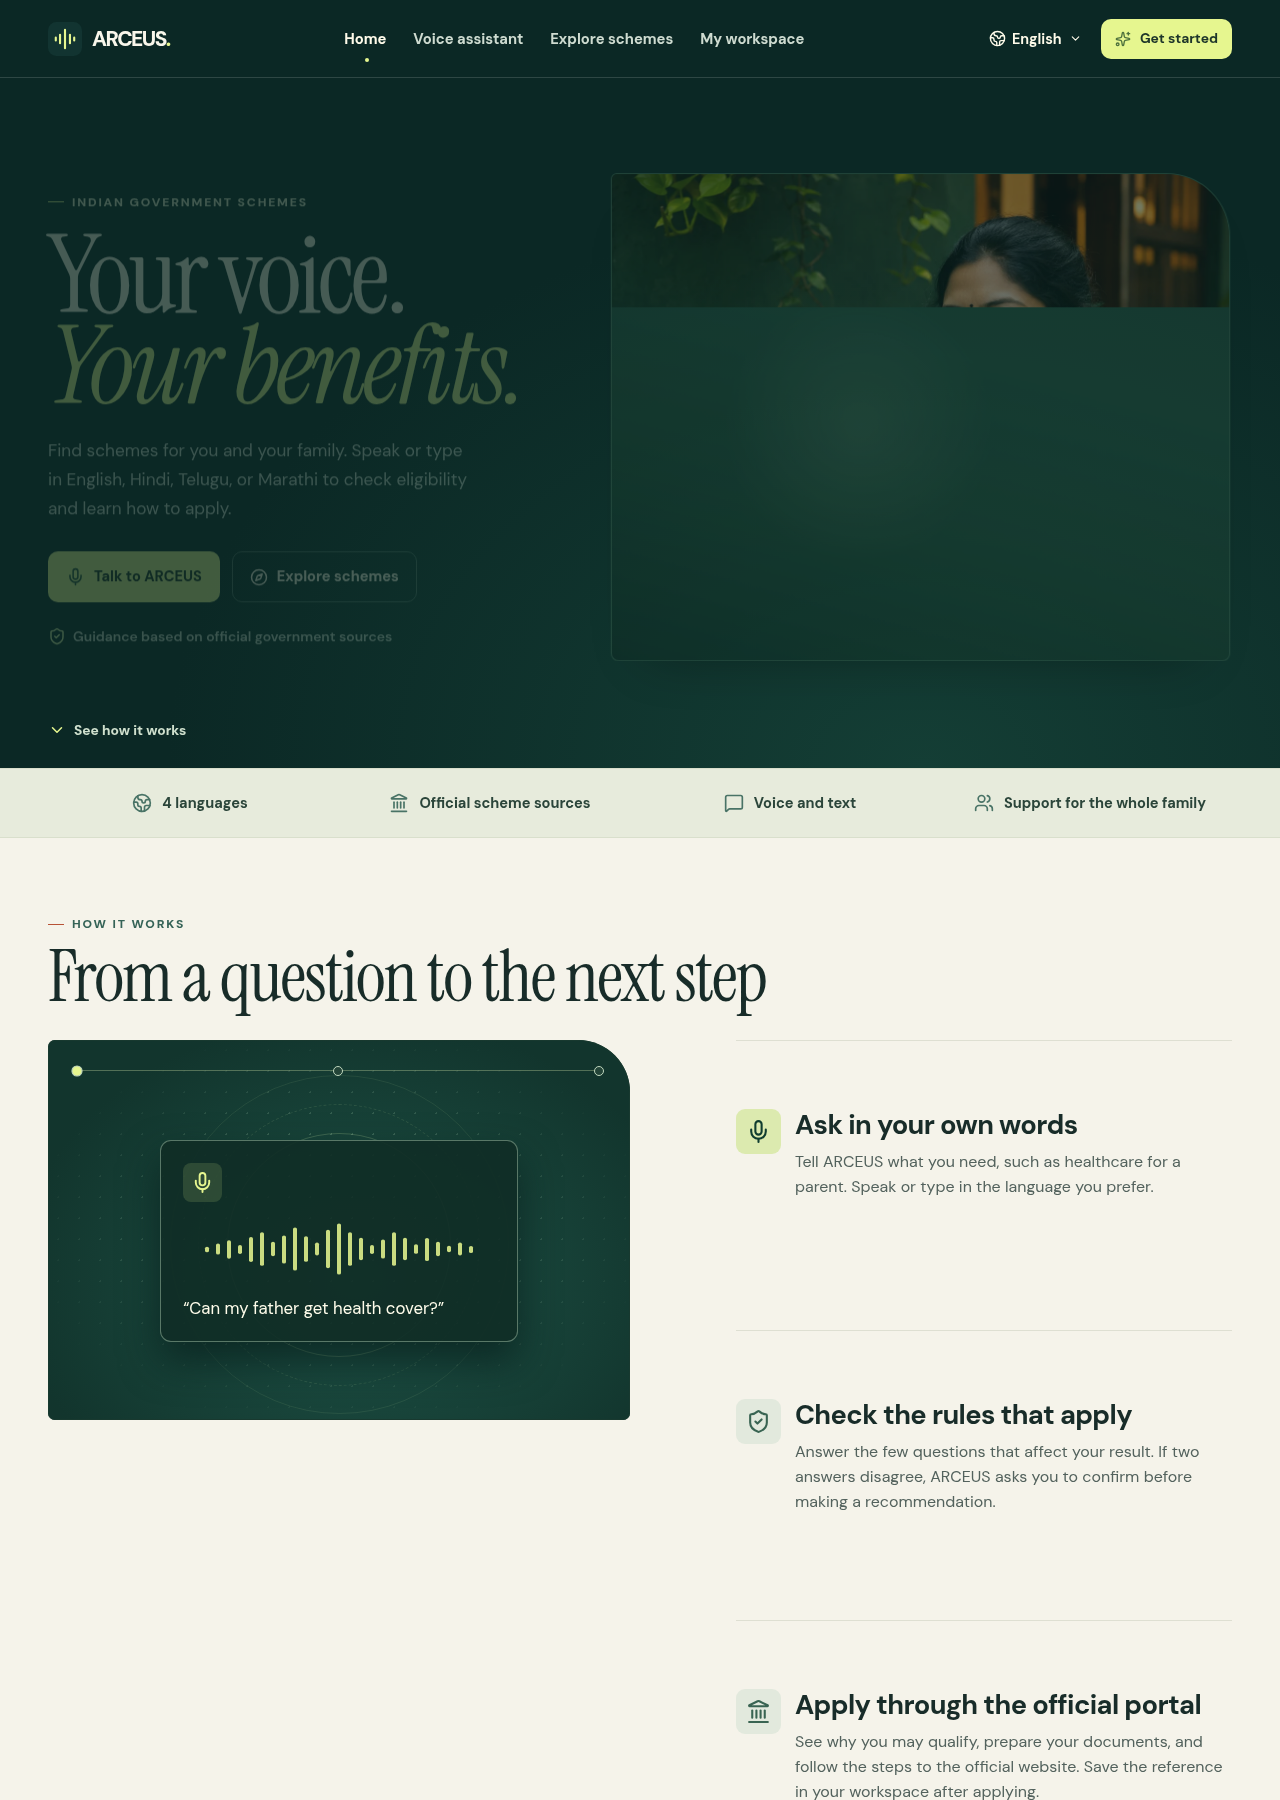 ARCEUS.
Home
Voice assistant
Explore schemes
My workspace
English
Get started
INDIAN GOVERNMENT SCHEMES
Your voice.
Your benefits.
Find schemes for you and your family. Speak or type
in English, Hindi, Telugu, or Marathi to check eligibility
and learn how to apply.
Talk to ARCEUS
Explore schemes
Guidance based on official government sources
See how it works
4 languages
Official scheme sources
Voice and text
Support for the whole family
HOW IT WORKS
From a question to the next step
“Can my father get health cover?”
Ask in your own words
Tell ARCEUS what you need, such as healthcare for a
parent. Speak or type in the language you prefer.
Check the rules that apply
Answer the few questions that affect your result. If two
answers disagree, ARCEUS asks you to confirm before
making a recommendation.
Apply through the official portal
See why you may qualify, prepare your documents, and
follow the steps to the official website. Save the reference
in your workspace after applying.